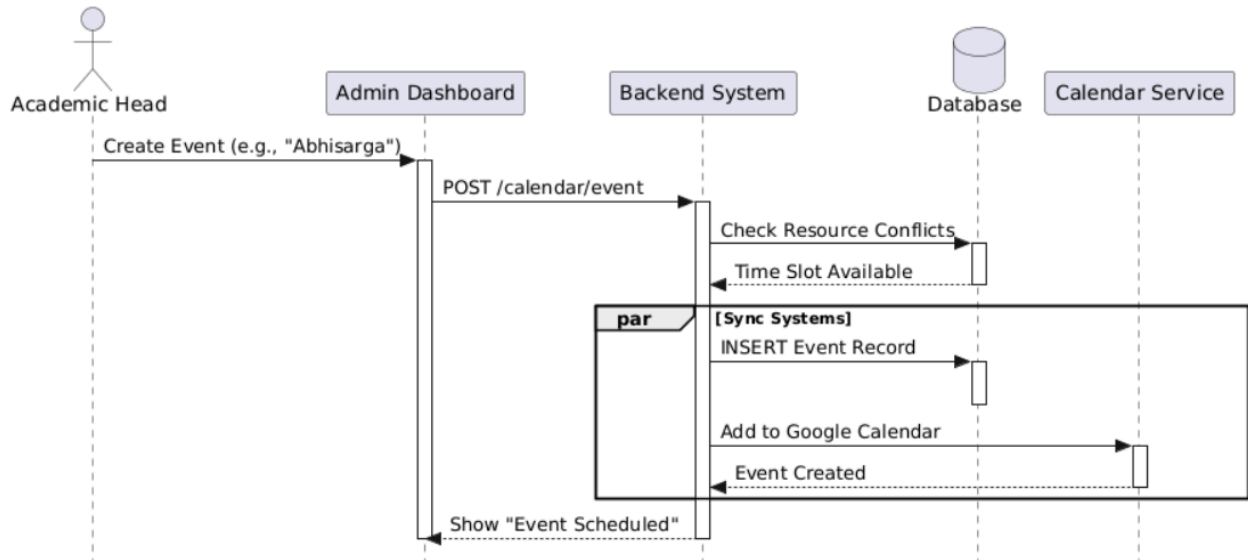 Academic Head
Admin Dashboard
Backend System
Database
Calendar Service
Create Event (e.g., "Abhisarga")
POST /calendar/event
Check Resource Conflicts
Time Slot Available
par
[Sync Systems]
INSERT Event Record
Add to Google Calendar
Event Created
Show "Event Scheduled"